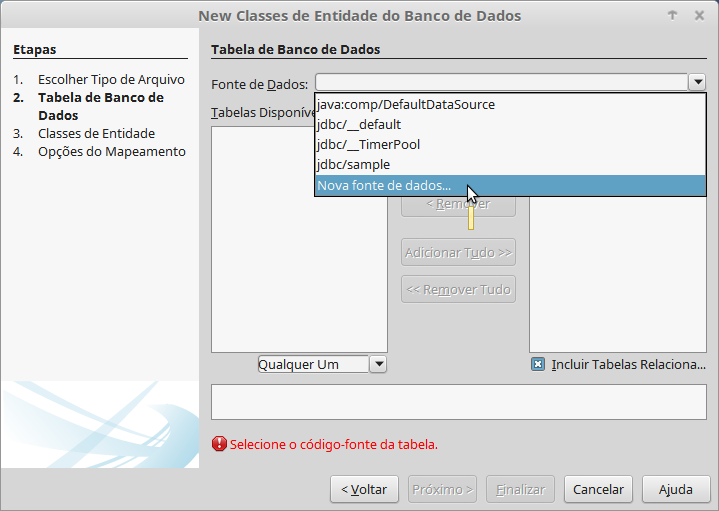 New Classes de Entidade do Banco de Dados
Etapas
1. Escolher Tipo de Arquivo
2. Tabela de Banco de
Dados
3. Classes de Entidade
4. Opções do Mapeamento
Tabela de Banco de Dados
Fonte de Dados:
java:comp/DefaultDataSource
jdbc/__default
jdbc/__TimerPool
jdbc/sample
Nova fonte de dados...
Tabelas Disponíve
< Remover
Adicionar Tudo >>
<< Remover Tudo
Qualquer Um
Incluir Tabelas Relaciona...
Selecione o código-fonte da tabela.
< Voltar
Próximo >
Finalizar
Cancelar
Ajuda